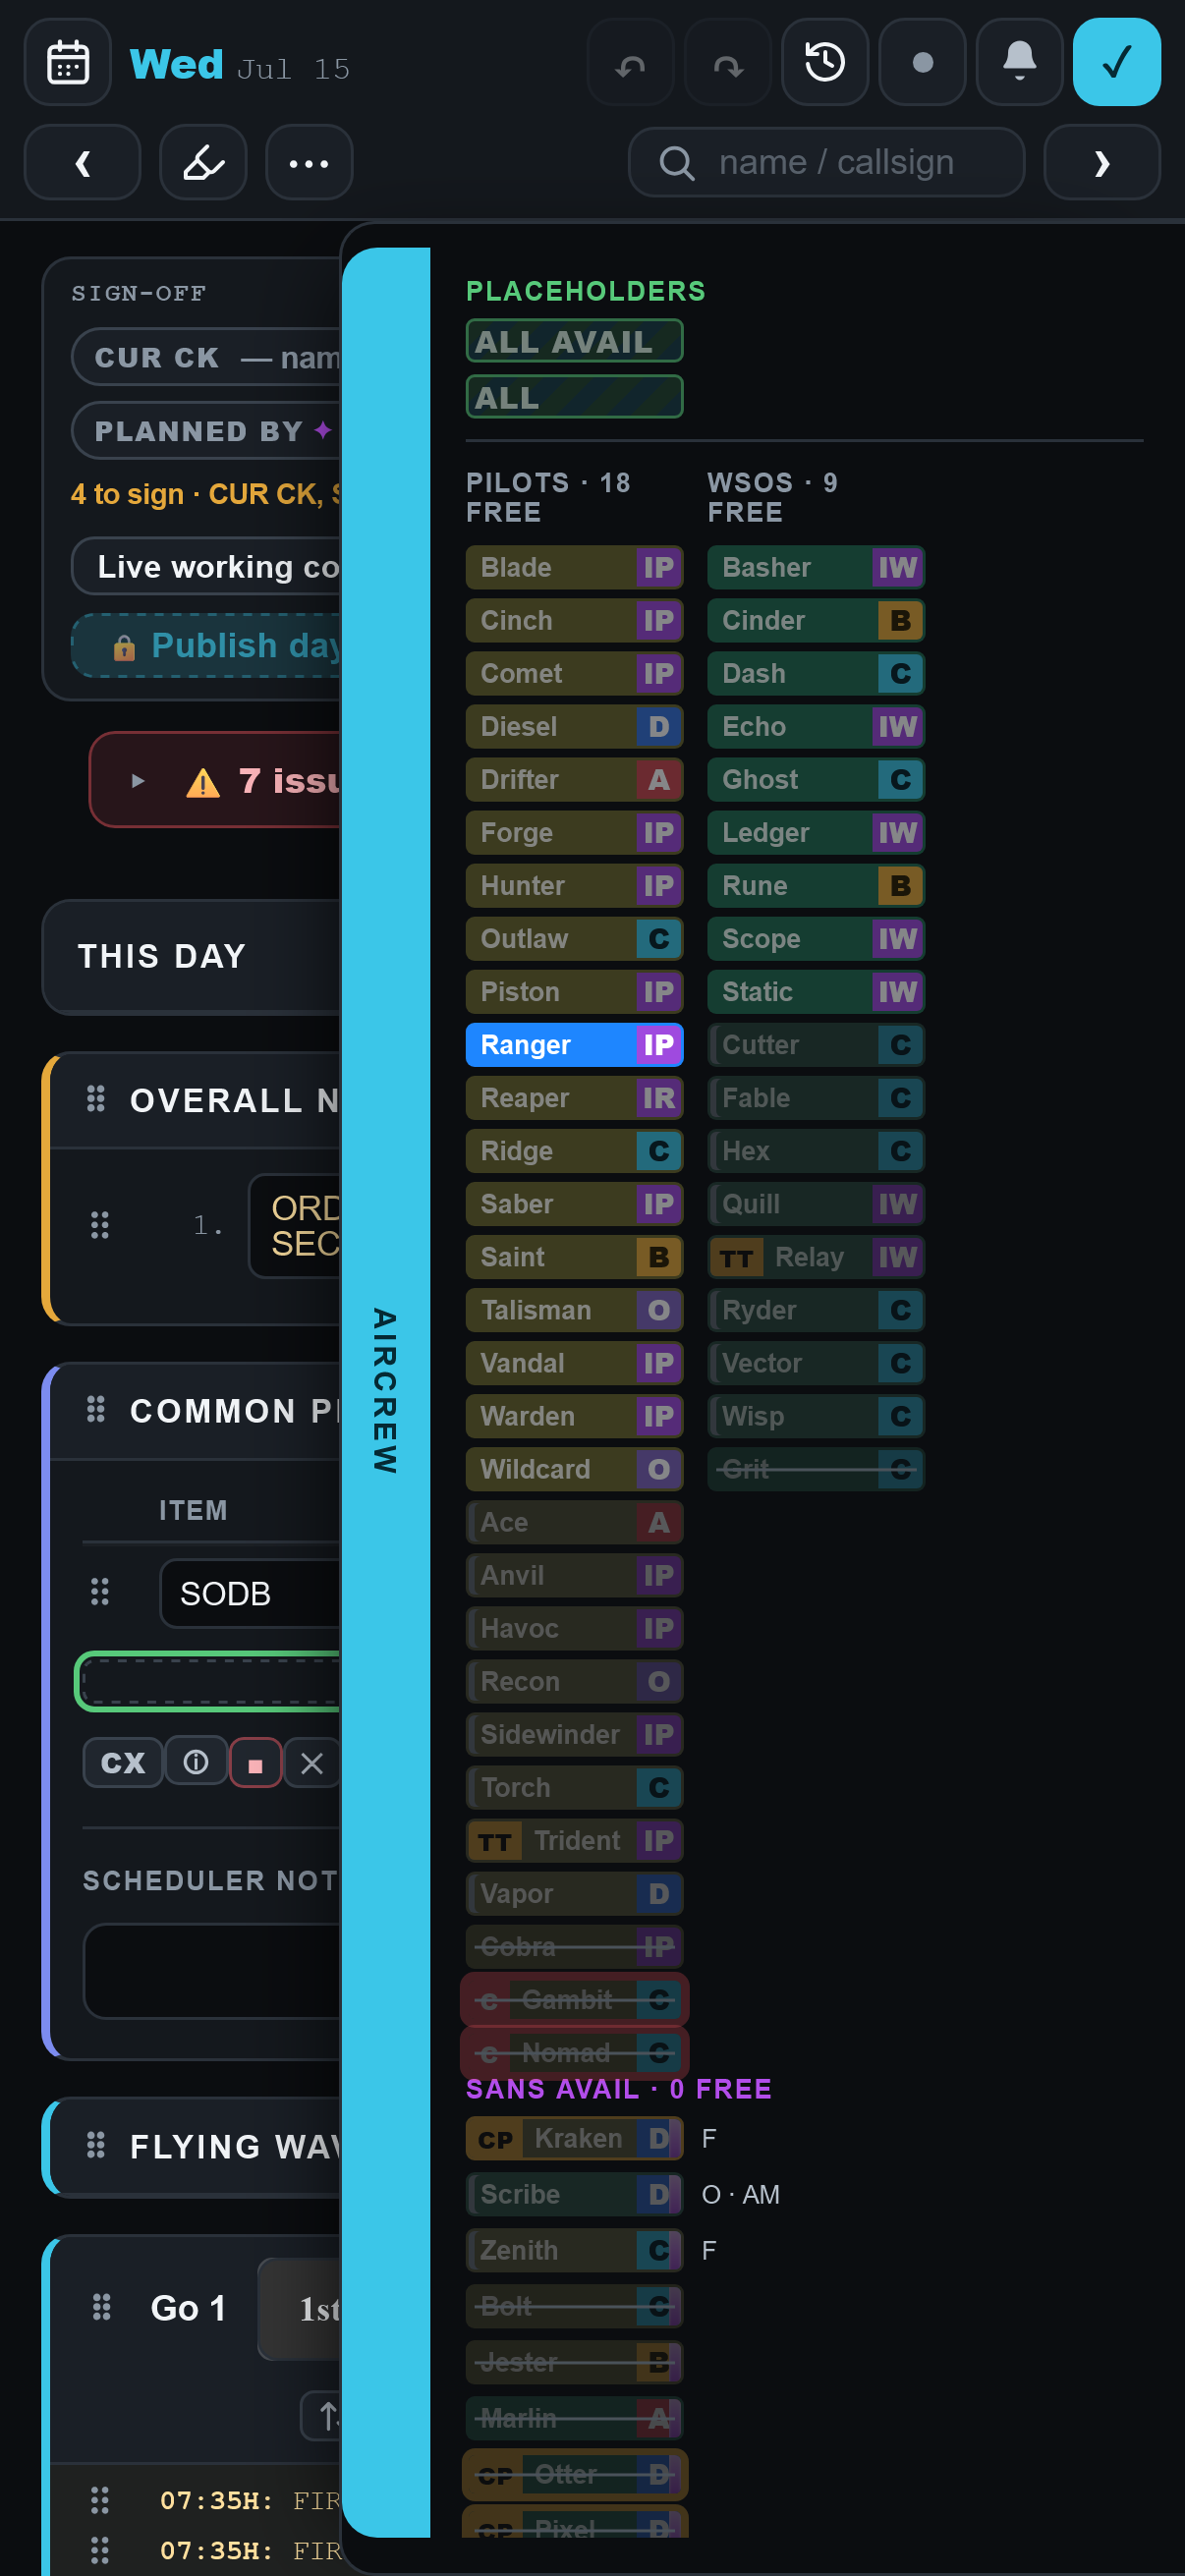 Wed Jul 15
name / callsign
SIGN-OFF
CUR CK — nam
PLANNED BY
4 to sign · CUR CK, S
Live working co
Publish day
7 issu
THIS DAY
OVERALL N
1. ORD
SEC
COMMON P
ITEM
SODB
CX
SCHEDULER NOT
FLYING WAV
Go 1 1st
07:35H: FIR
07:35H: FIR
AIRCREW
PLACEHOLDERS
ALL AVAIL
ALL
PILOTS · 18 FREE
Blade IP
Cinch IP
Comet IP
Diesel D
Drifter A
Forge IP
Hunter IP
Outlaw C
Piston IP
Ranger IP
Reaper IR
Ridge C
Saber IP
Saint B
Talisman O
Vandal IP
Warden IP
Wildcard O
Ace A
Anvil IP
Havoc IP
Recon O
Sidewinder IP
Torch C
TT Trident IP
Vapor D
Cobra IP
C Gambit C
C Nomad C
WSOS · 9 FREE
Basher IW
Cinder B
Dash C
Echo IW
Ghost C
Ledger IW
Rune B
Scope IW
Static IW
Cutter C
Fable C
Hex C
Quill IW
TT Relay IW
Ryder C
Vector C
Wisp C
Grit C
SANS AVAIL · 0 FREE
CP Kraken D F
Scribe D O · AM
Zenith C F
Bolt C
Jester B
Marlin A
CP Otter D
CP Pixel D